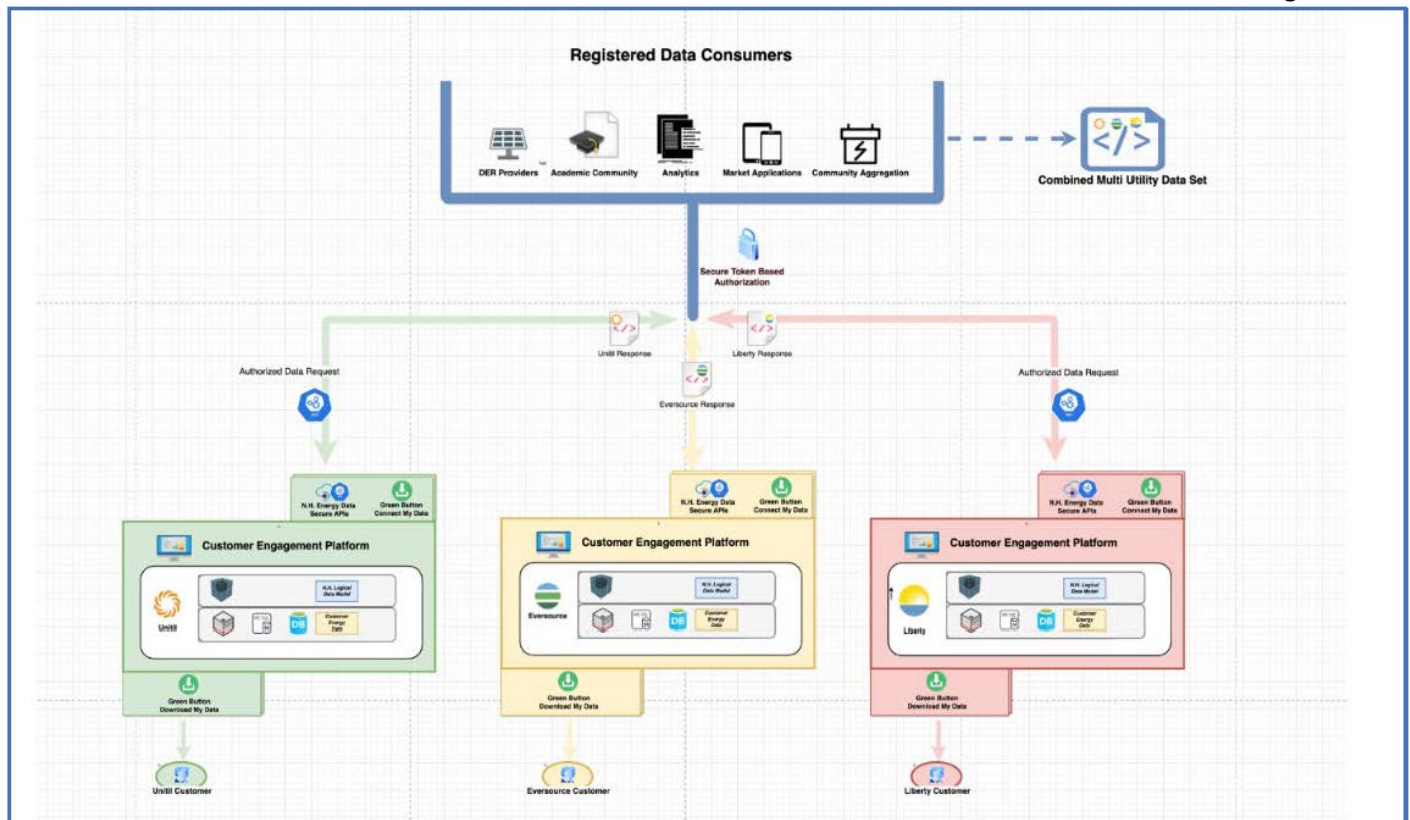 Registered Data Consumers
DER Providers
Academic Community
Analytics
Market Applications
Community Aggregation
Combined Multi Utility Data Set
Secure Token Based
Authorization
Unitil Response
Liberty Response
Eversource Response
Authorized Data Request
Authorized Data Request
N.H. Energy Data
Secure APIs
Green Button
Connect My Data
N.H. Energy Data
Secure APIs
Green Button
Connect My Data
N.H. Energy Data
Secure APIs
Green Button
Connect My Data
Customer Engagement Platform
Unitil
N.H. Logical
Data Model
DB
Customer
Energy
Data
Customer Engagement Platform
Eversource
N.H. Logical
Data Model
DB
Customer
Energy
Data
Customer Engagement Platform
Liberty
N.H. Logical
Data Model
DB
Customer
Energy
Data
Green Button
Download My Data
Green Button
Download My Data
Green Button
Download My Data
Unitil Customer
Eversource Customer
Liberty Customer